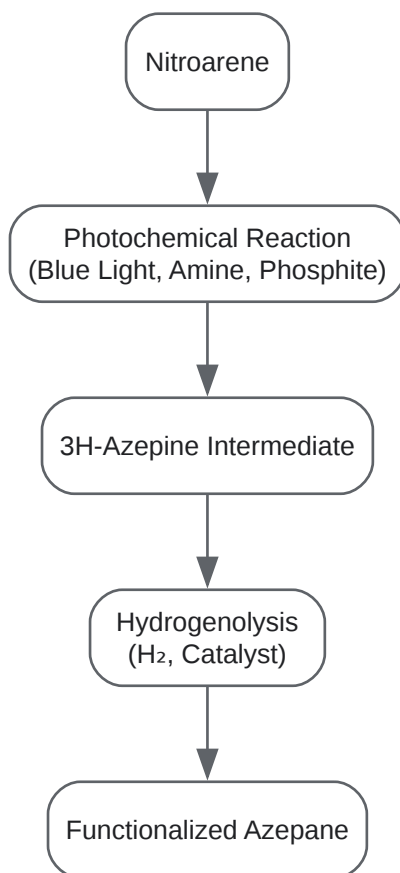 Nitroarene
Photochemical Reaction
(Blue Light, Amine, Phosphite)
3H-Azepine Intermediate
Hydrogenolysis
(H₂, Catalyst)
Functionalized Azepane